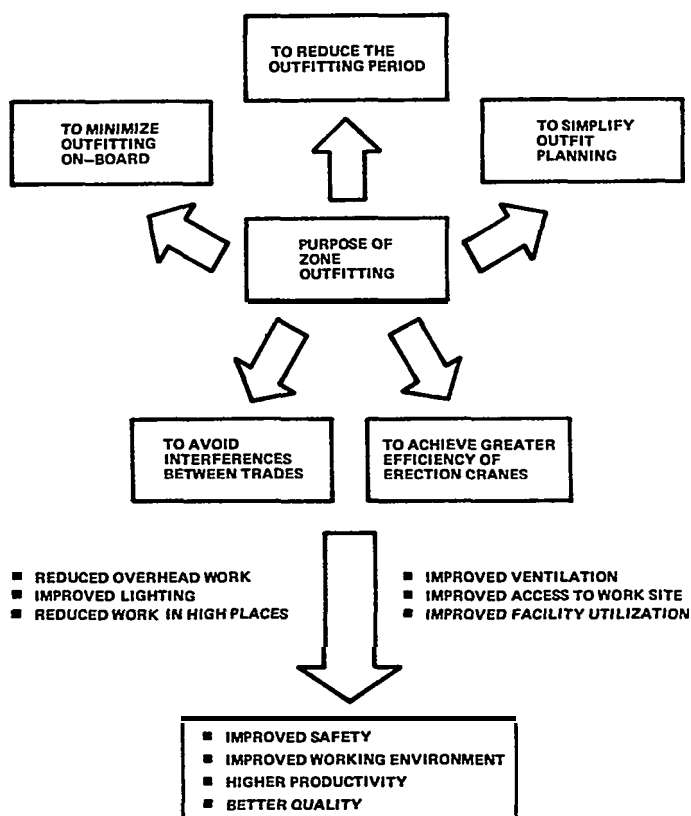 TO REDUCE THE
OUTFITTING PERIOD
TO MINIMIZE
OUTFITTING
ON-BOARD
TO SIMPLIFY
OUTFIT
PLANNING
PURPOSE OF
ZONE
OUTFITTING
TO AVOID
INTERFERENCES
BETWEEN TRADES
TO ACHIEVE GREATER
EFFICIENCY OF
ERECTION CRANES
■ REDUCED OVERHEAD WORK
■ IMPROVED LIGHTING
■ REDUCED WORK IN HIGH PLACES
■ IMPROVED VENTILATION
■ IMPROVED ACCESS TO WORK SITE
■ IMPROVED FACILITY UTILIZATION
■ IMPROVED SAFETY
■ IMPROVED WORKING ENVIRONMENT
■ HIGHER PRODUCTIVITY
■ BETTER QUALITY